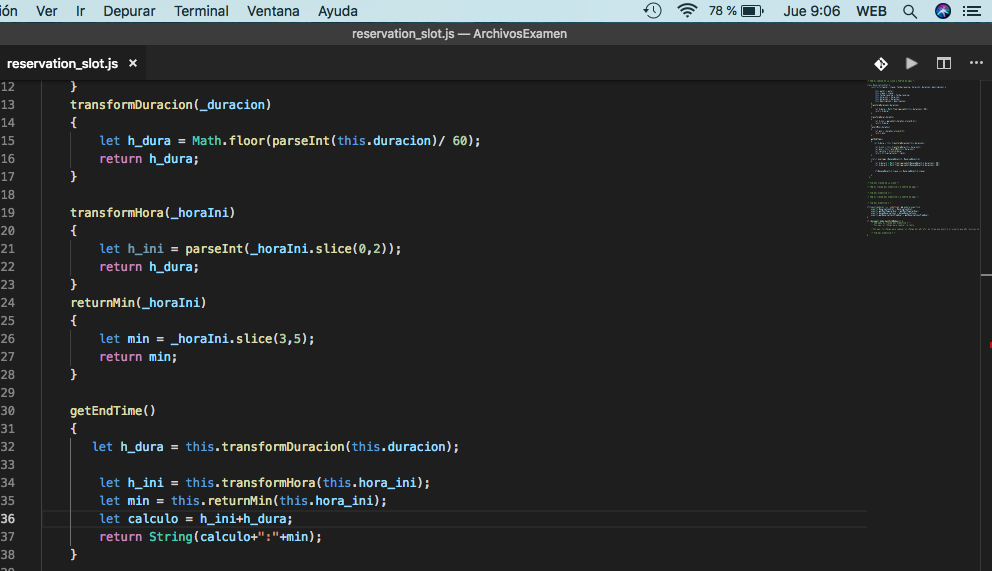 ión Ver Ir Depurar Terminal Ventana Ayuda 78 % Jue 9:06 WEB
reservation_slot.js — ArchivosExamen
reservation_slot.js ×
12 }
13 transformDuracion(_duracion)
14 {
15 let h_dura = Math.floor(parseInt(this.duracion)/ 60);
16 return h_dura;
17 }
18
19 transformHora(_horaIni)
20 {
21 let h_ini = parseInt(_horaIni.slice(0,2));
22 return h_dura;
23 }
24 returnMin(_horaIni)
25 {
26 let min = _horaIni.slice(3,5);
27 return min;
28 }
29
30 getEndTime()
31 {
32 let h_dura = this.transformDuracion(this.duracion);
33
34 let h_ini = this.transformHora(this.hora_ini);
35 let min = this.returnMin(this.hora_ini);
36 let calculo = h_ini+h_dura;
37 return String(calculo+":"+min);
38 }